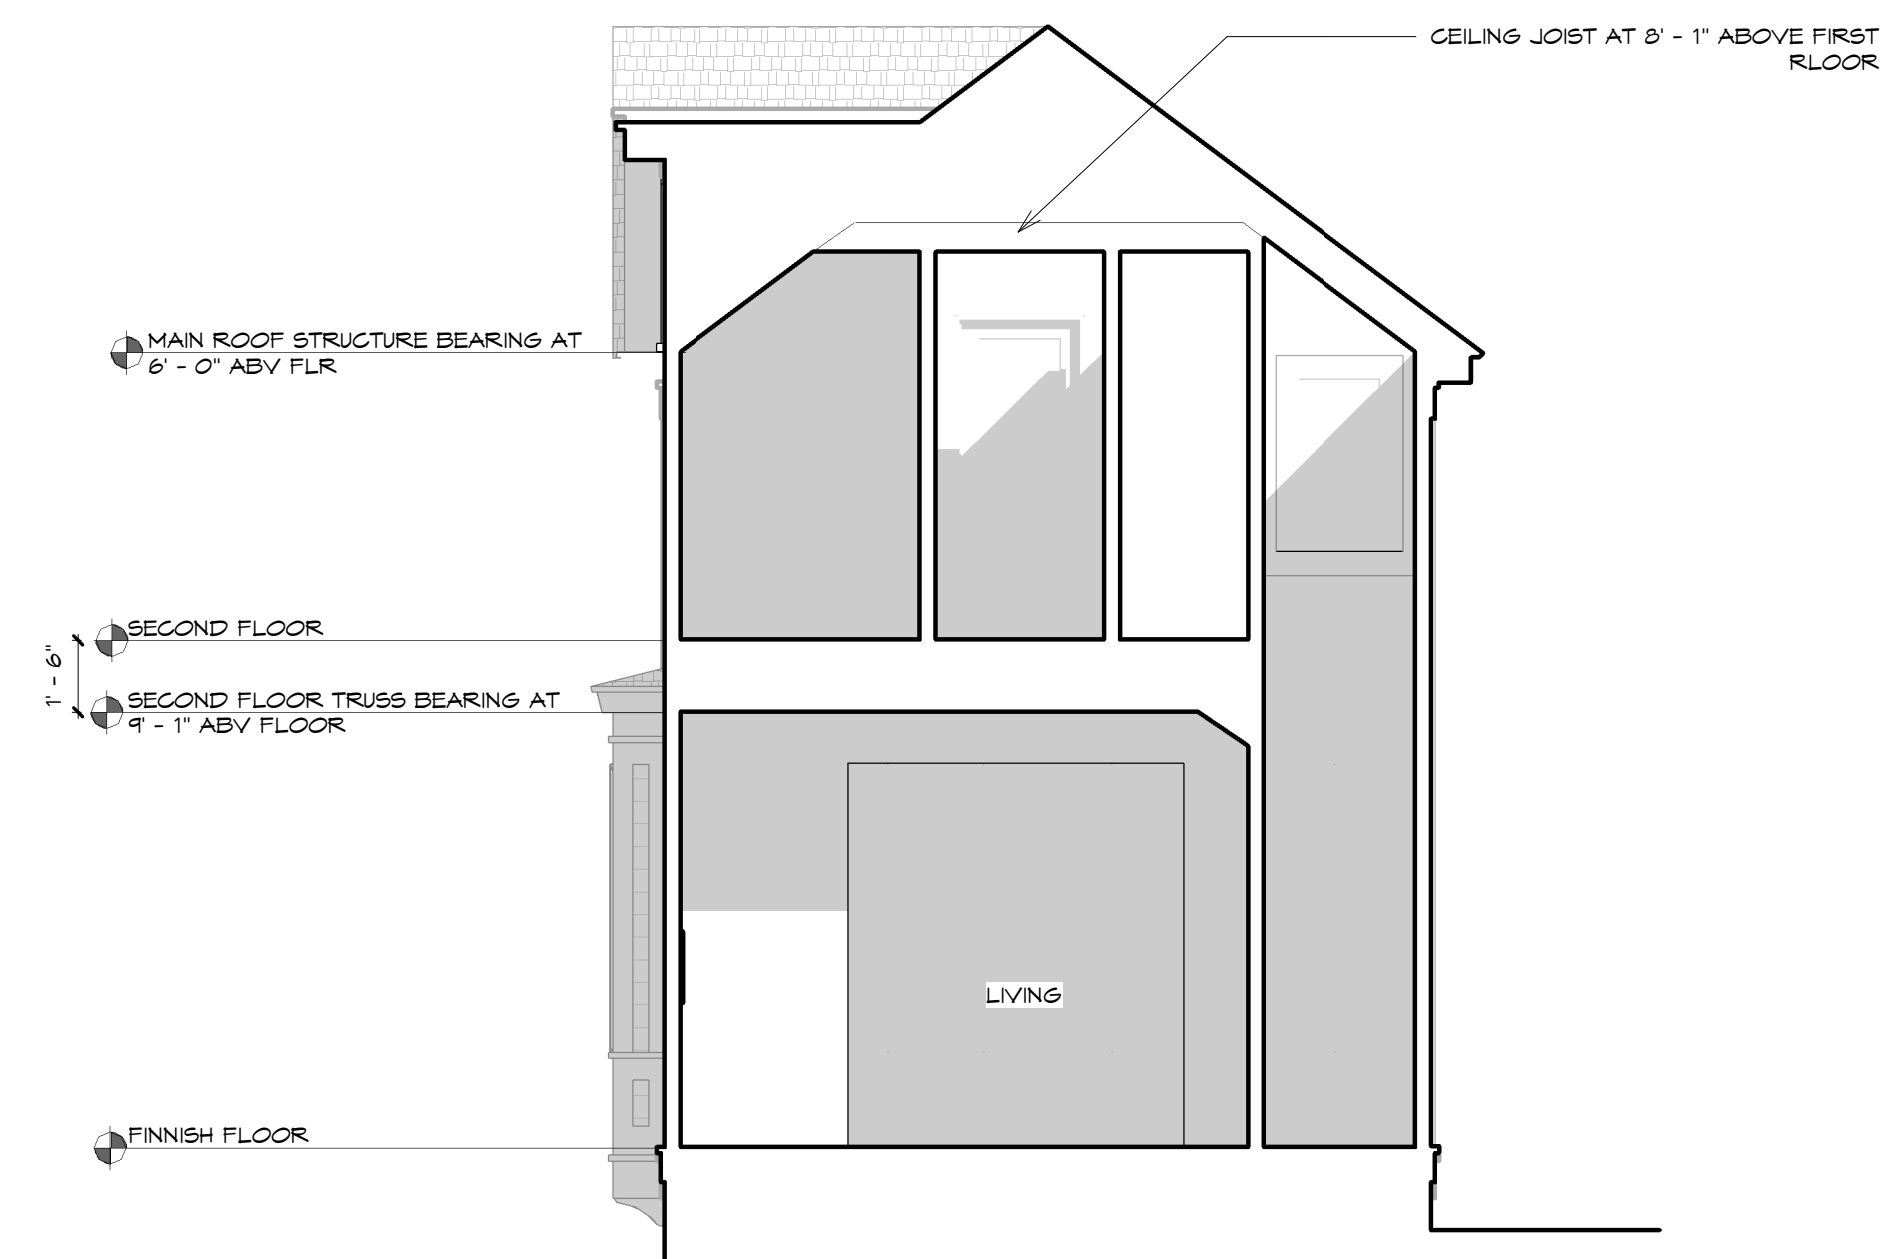 CEILING JOIST AT 8' - 1" ABOVE FIRST
RLOOR
MAIN ROOF STRUCTURE BEARING AT
6' - 0" ABV FLR
SECOND FLOOR
1' - 6"
SECOND FLOOR TRUSS BEARING AT
9' - 1" ABV FLOOR
LIVING
FINNISH FLOOR